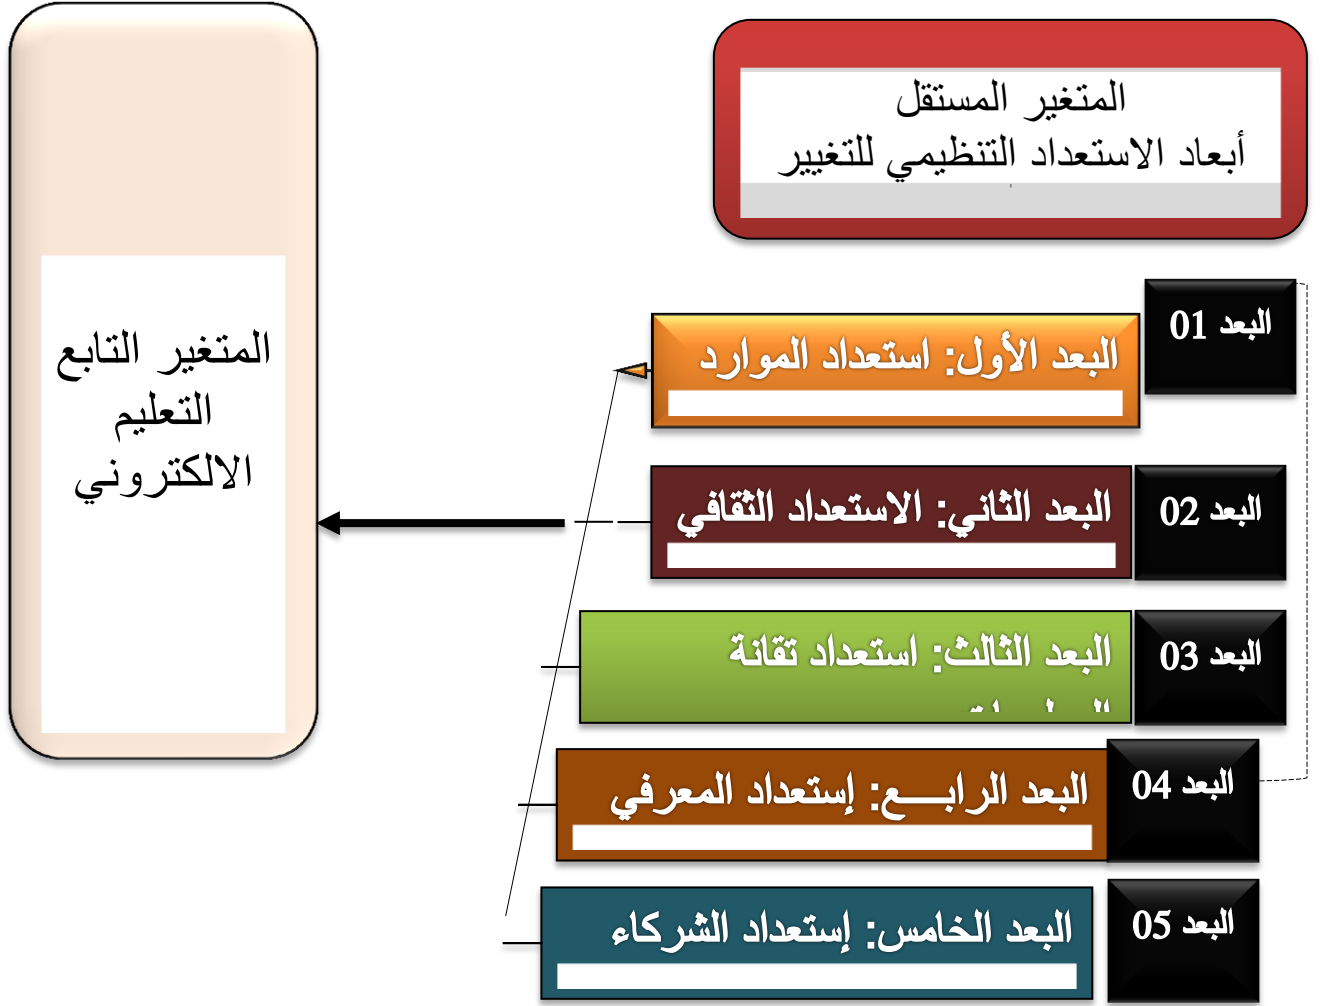 المتغير المستقل
أبعاد الاستعداد التنظيمي للتغيير
البعد 01
البعد الأول: استعداد الموارد
البعد 02
البعد الثاني: الاستعداد الثقافي
البعد 03
البعد الثالث: استعداد تقانة
البعد 04
البعد الرابـــع: إستعداد المعرفي
البعد 05
البعد الخامس: إستعداد الشركاء
المتغير التابع
التعليم
الالكتروني